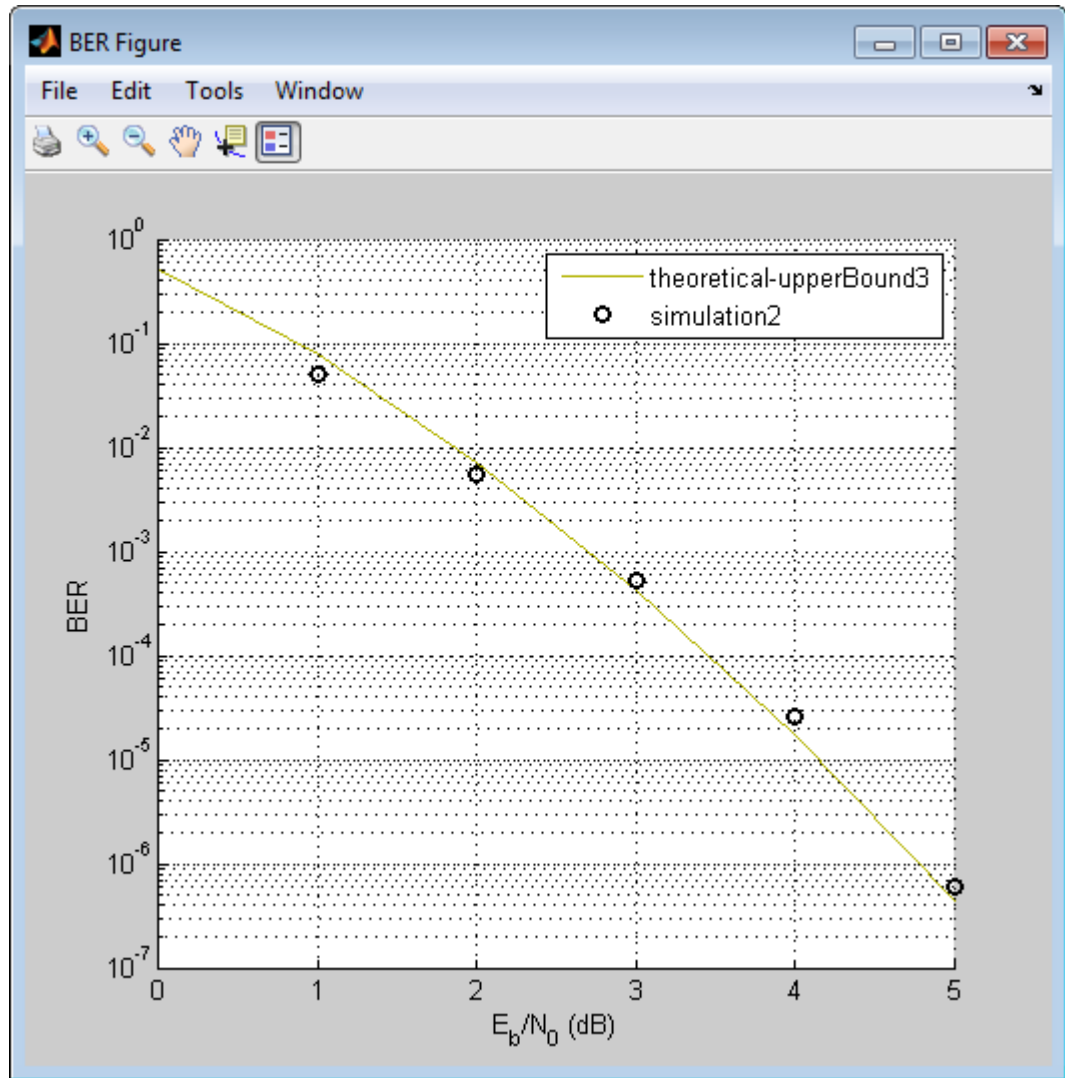 BER Figure
File Edit Tools Window
10^0
10^-1
10^-2
10^-3
10^-4
10^-5
10^-6
10^-7
BER
theoretical-upperBound3
simulation2
0 1 2 3 4 5
E_b/N_0 (dB)